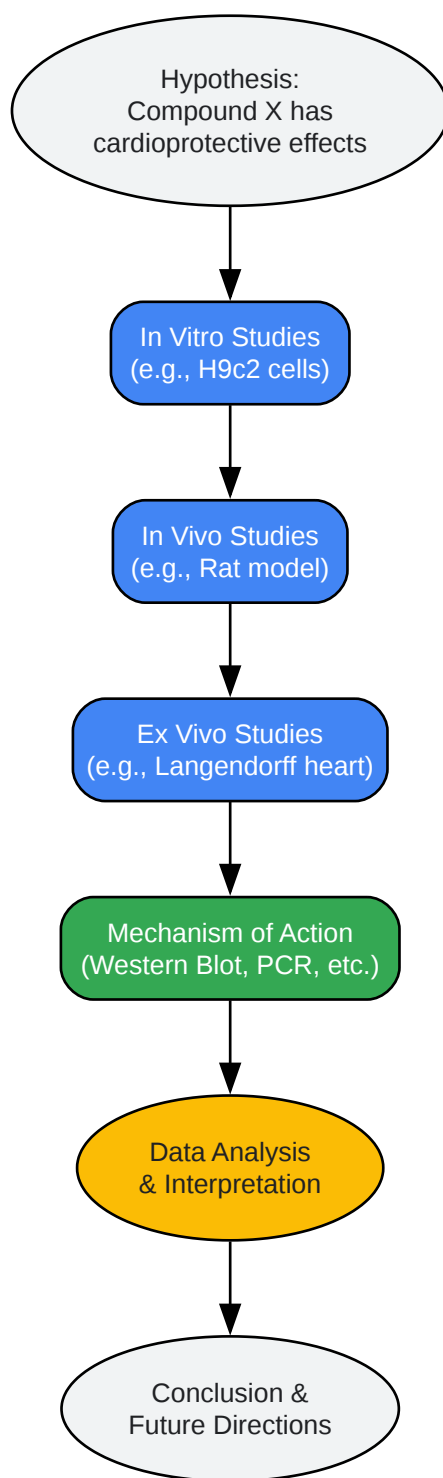 Hypothesis:
Compound X has
cardioprotective effects
In Vitro Studies
(e.g., H9c2 cells)
In Vivo Studies
(e.g., Rat model)
Ex Vivo Studies
(e.g., Langendorff heart)
Mechanism of Action
(Western Blot, PCR, etc.)
Data Analysis
& Interpretation
Conclusion &
Future Directions